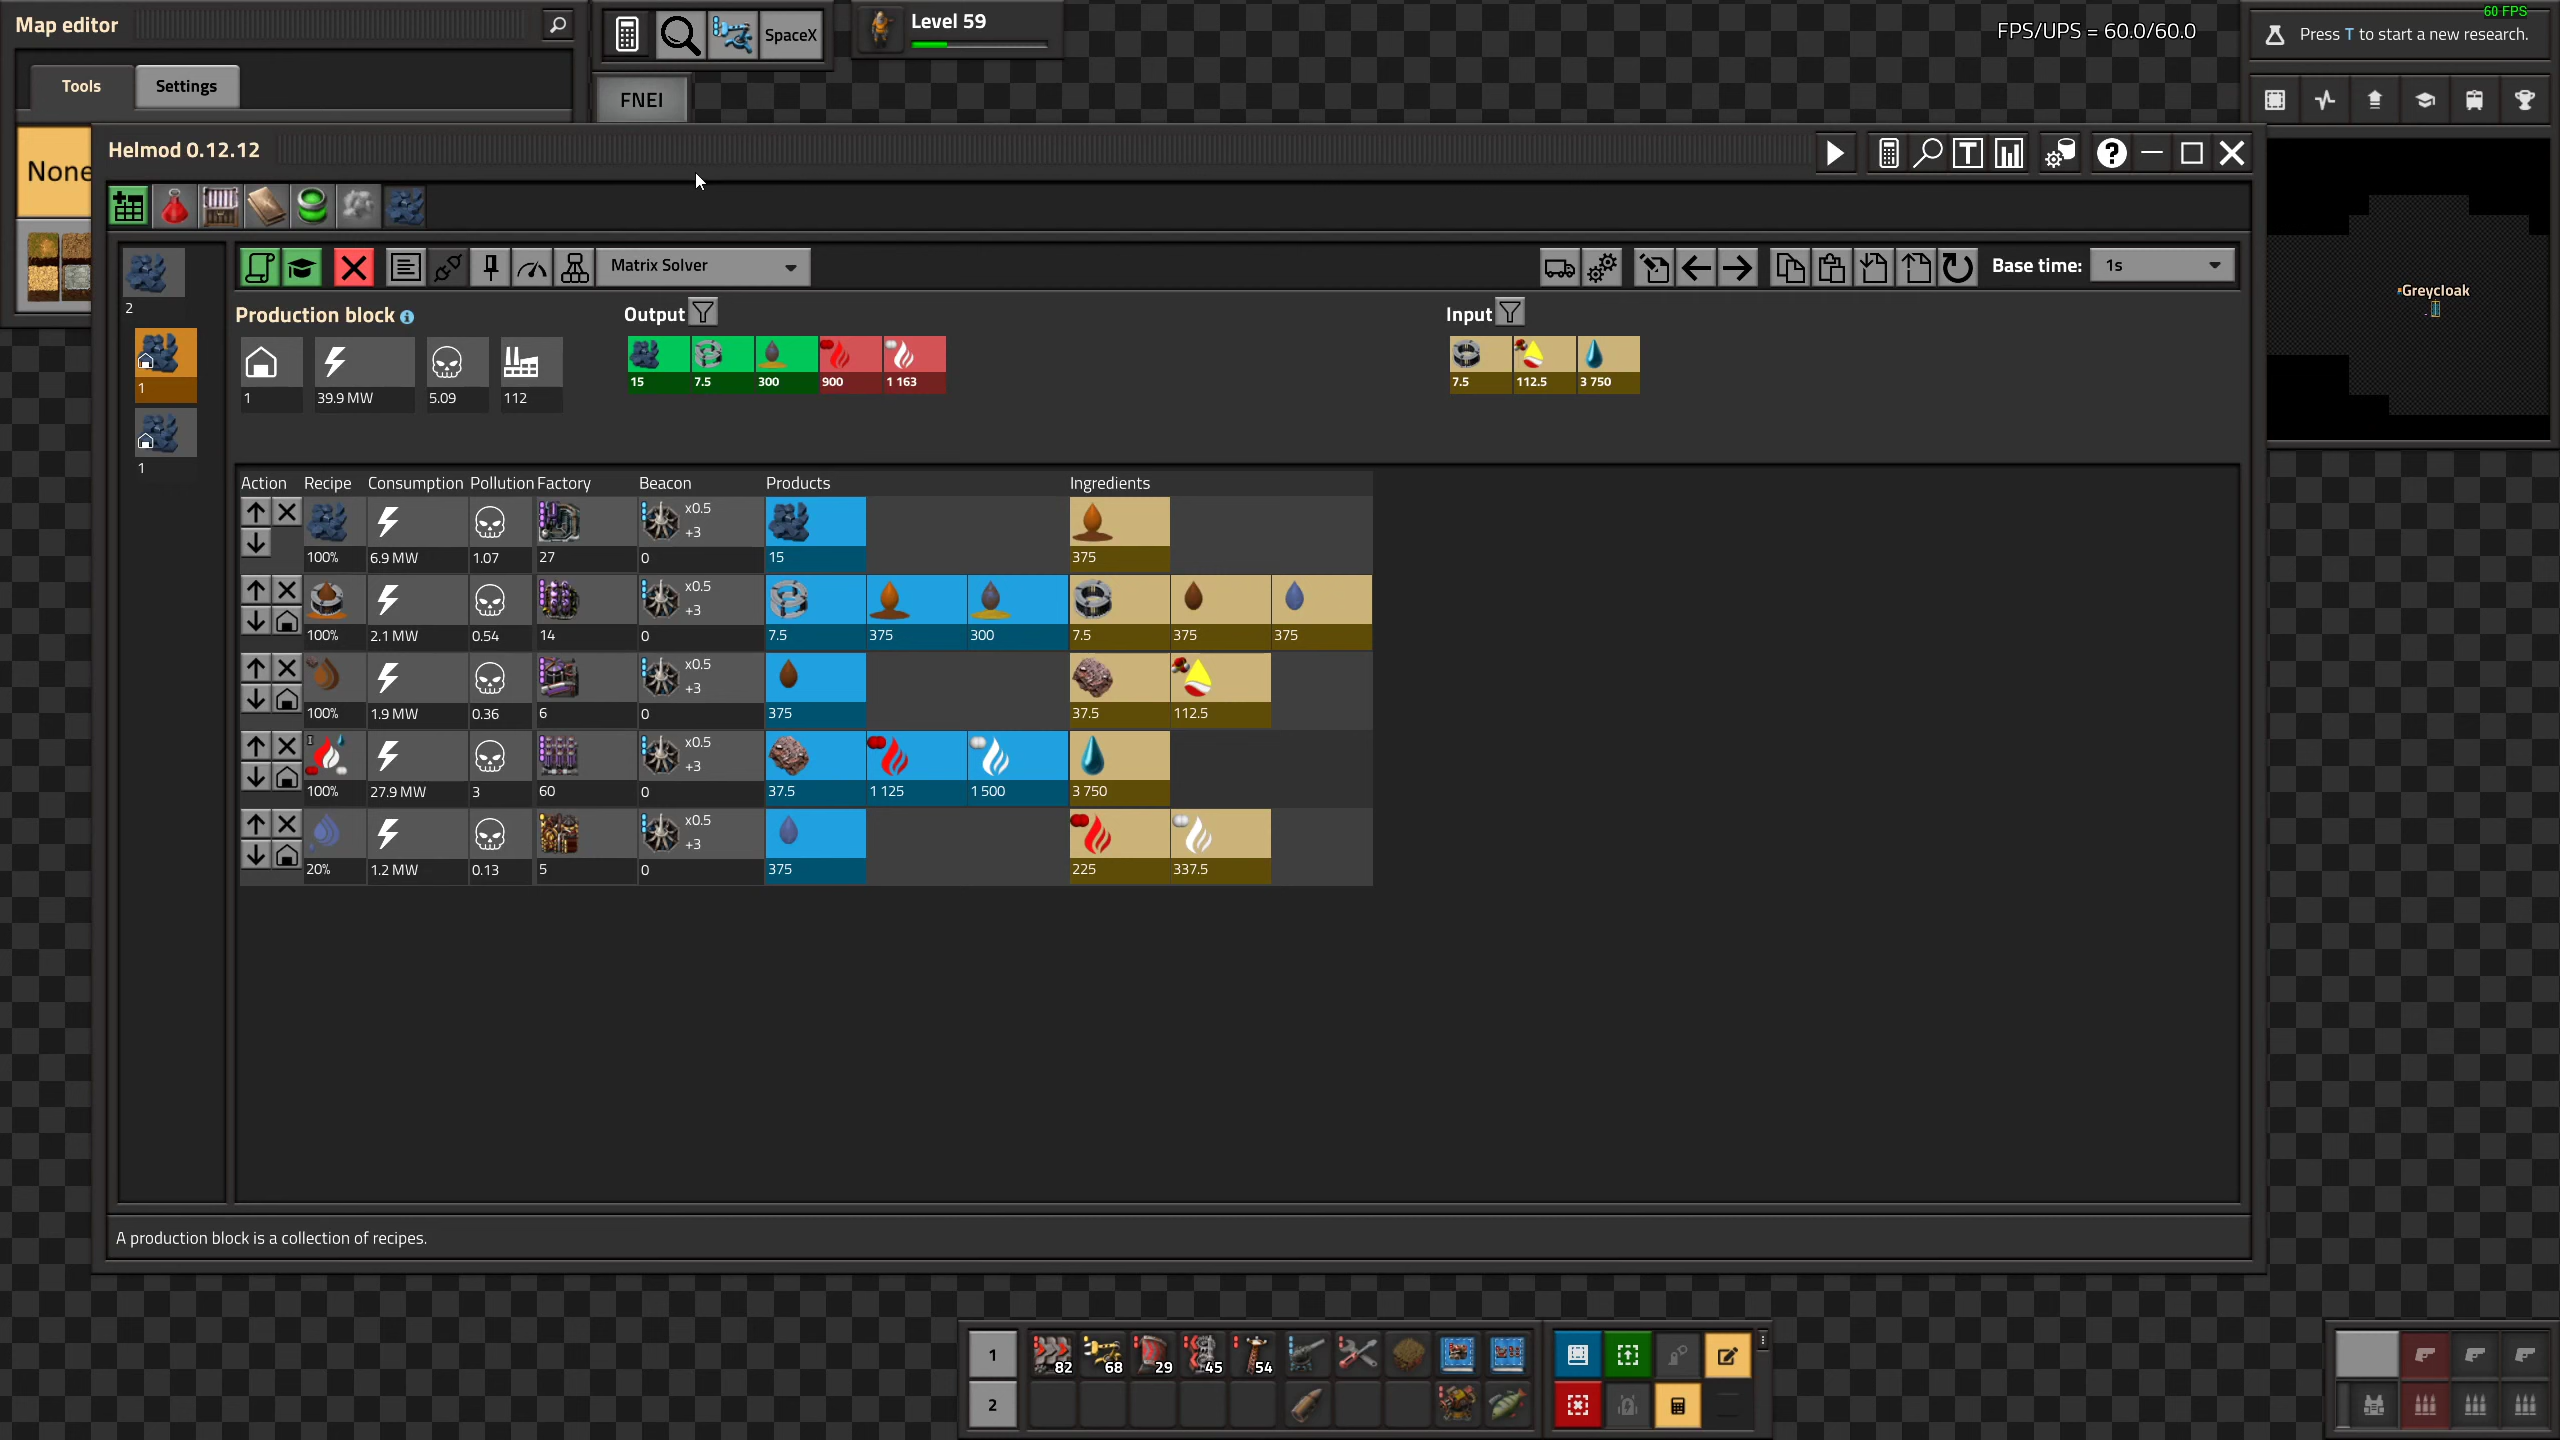 60 FPS
Map editor
SpaceX
Level 59
FPS/UPS = 60.0/60.0
Press T to start a new research.
Tools
Settings
FNEI
None
Helmod 0.12.12
Matrix Solver
Base time:
1s
2
1
1
Production block
Output
Input
1
39.9 MW
5.09
112
15
7.5
300
900
1 163
7.5
112.5
3 750
Greycloak
Action
Recipe
Consumption
Pollution
Factory
Beacon
Products
Ingredients
x0.5
+3
100%
6.9 MW
1.07
27
0
15
375
x0.5
+3
100%
2.1 MW
0.54
14
0
7.5
375
300
7.5
375
375
x0.5
+3
100%
1.9 MW
0.36
6
0
375
37.5
112.5
x0.5
+3
100%
27.9 MW
3
60
0
37.5
1 125
1 500
3 750
x0.5
+3
20%
1.2 MW
0.13
5
0
375
225
337.5
A production block is a collection of recipes.
1
82
68
29
45
54
2